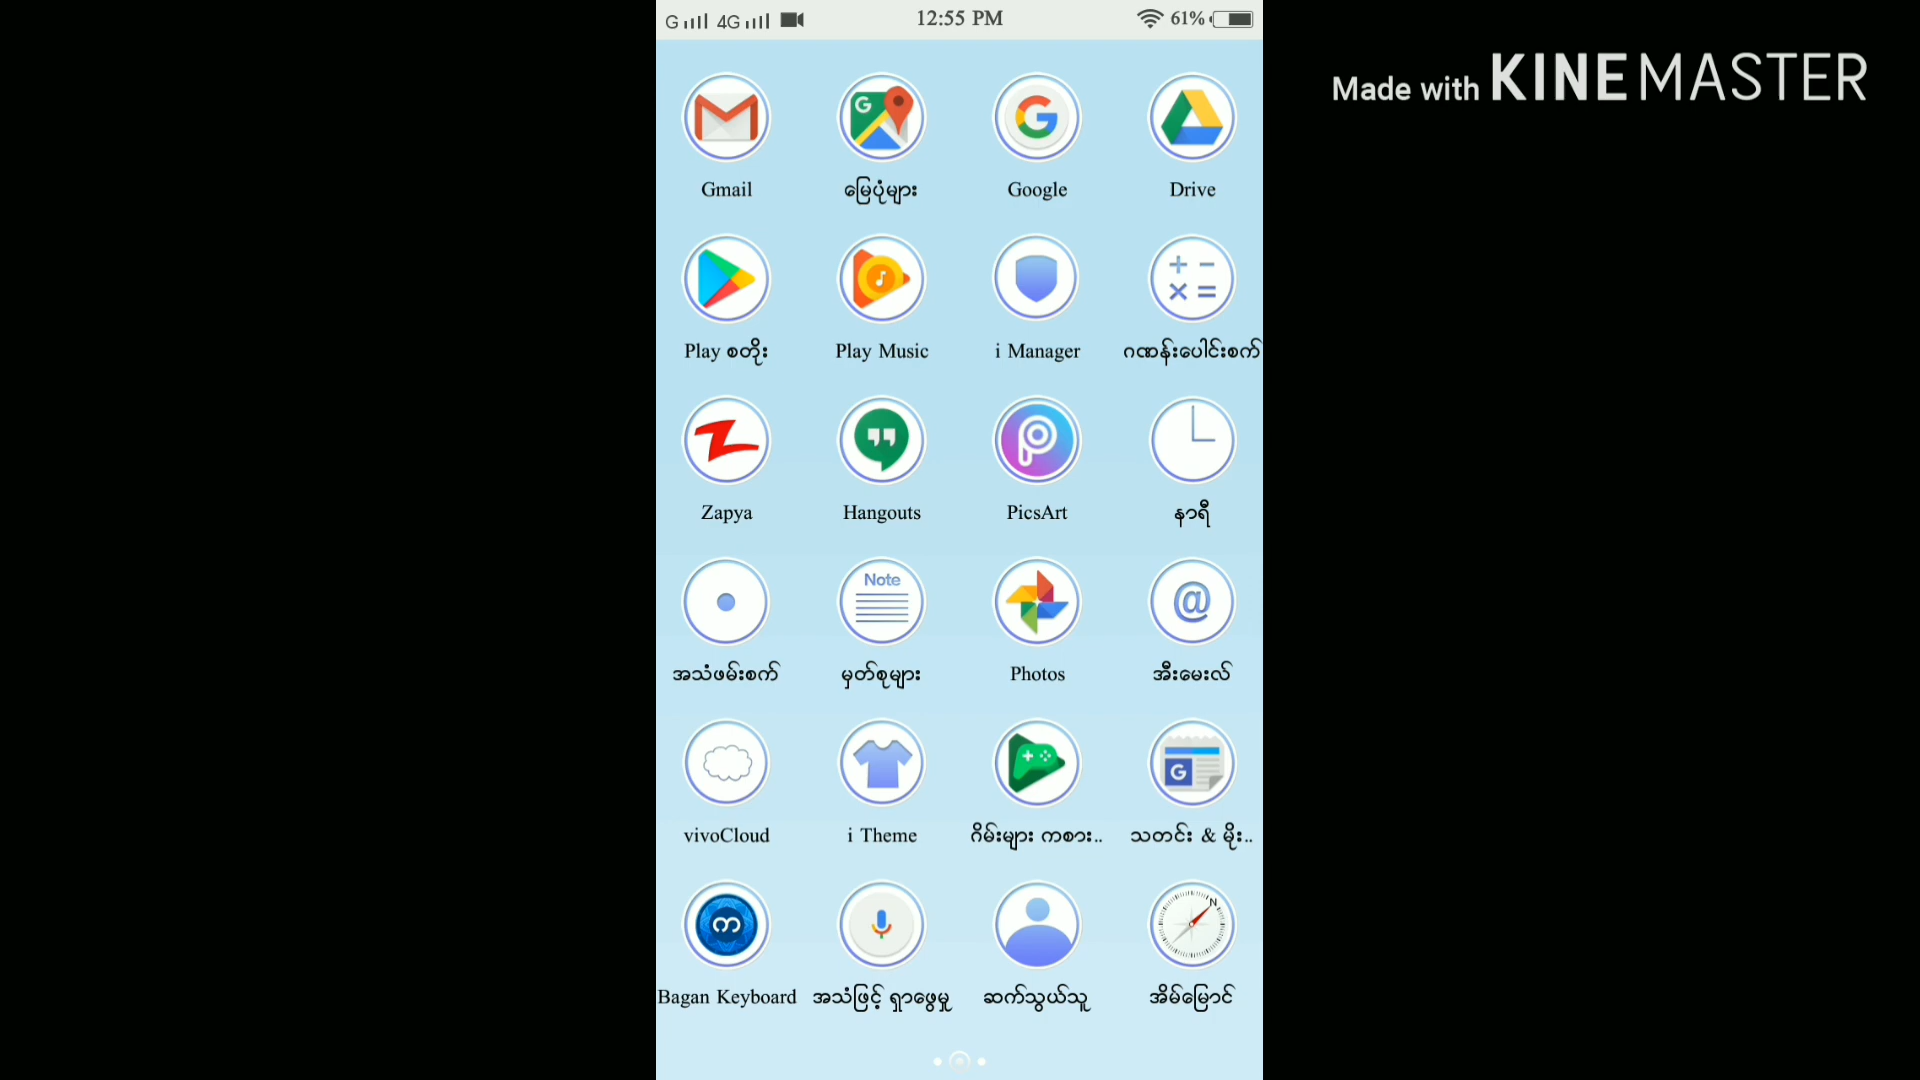 G 4G 12:55 PM 61%
Made with KINEMASTER
Gmail မြေပုံများ Google Drive
Play စတိုး Play Music i Manager ဂဏန်းပေါင်းစက်
Zapya Hangouts PicsArt နာရီ
Note
အသံဖမ်းစက် မှတ်စုများ Photos အီးမေးလ်
vivoCloud i Theme ဂိမ်းများ ကစား.. သတင်း & မိုး..
က N
Bagan Keyboard အသံဖြင့် ရှာဖွေမှု ဆက်သွယ်သူ အိမ်မြောင်